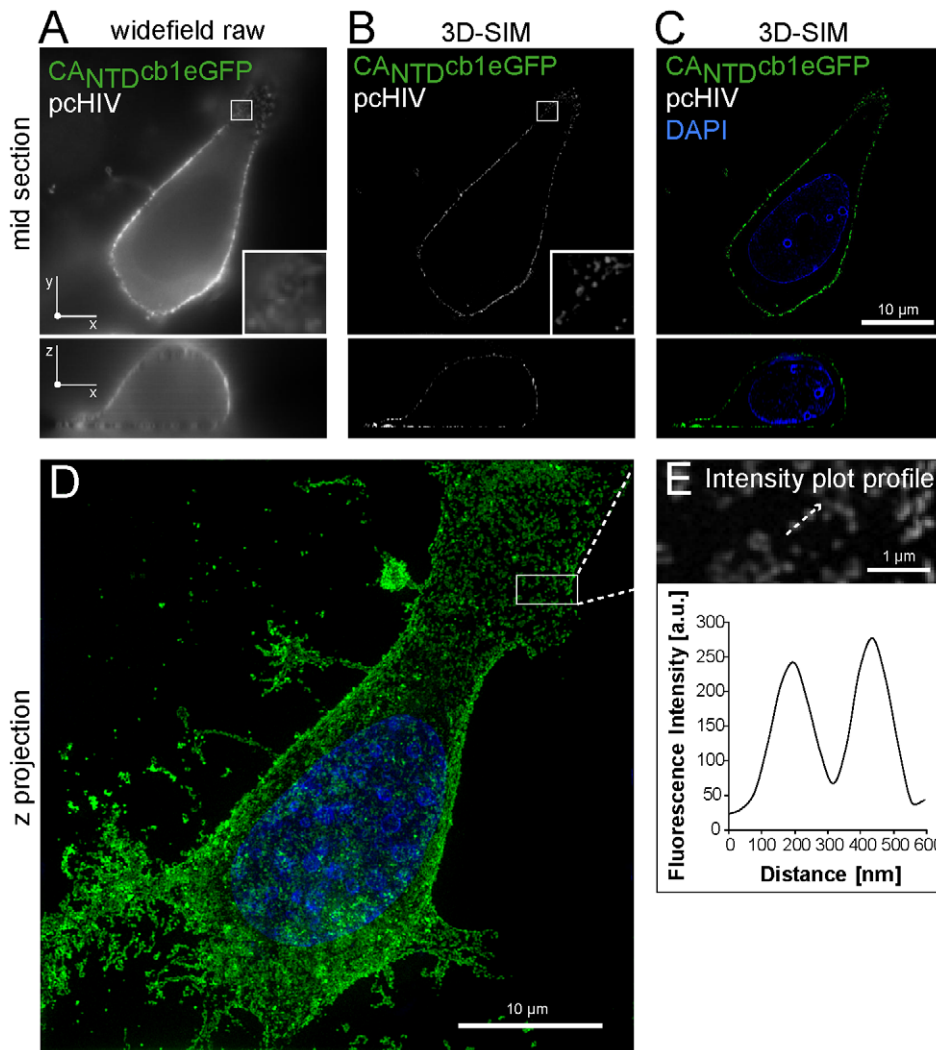 A widefield raw
CANTDcb1eGFP
pcHIV
mid section
y
x
z
x
B 3D-SIM
CANTDcb1eGFP
pcHIV
C 3D-SIM
CANTDcb1eGFP
pcHIV
DAPI
10 µm
D
z projection
10 µm
E Intensity plot profile
1 µm
Fluorescence Intensity [a.u.]
300
250
200
150
100
50
0
0 100 200 300 400 500 600
Distance [nm]